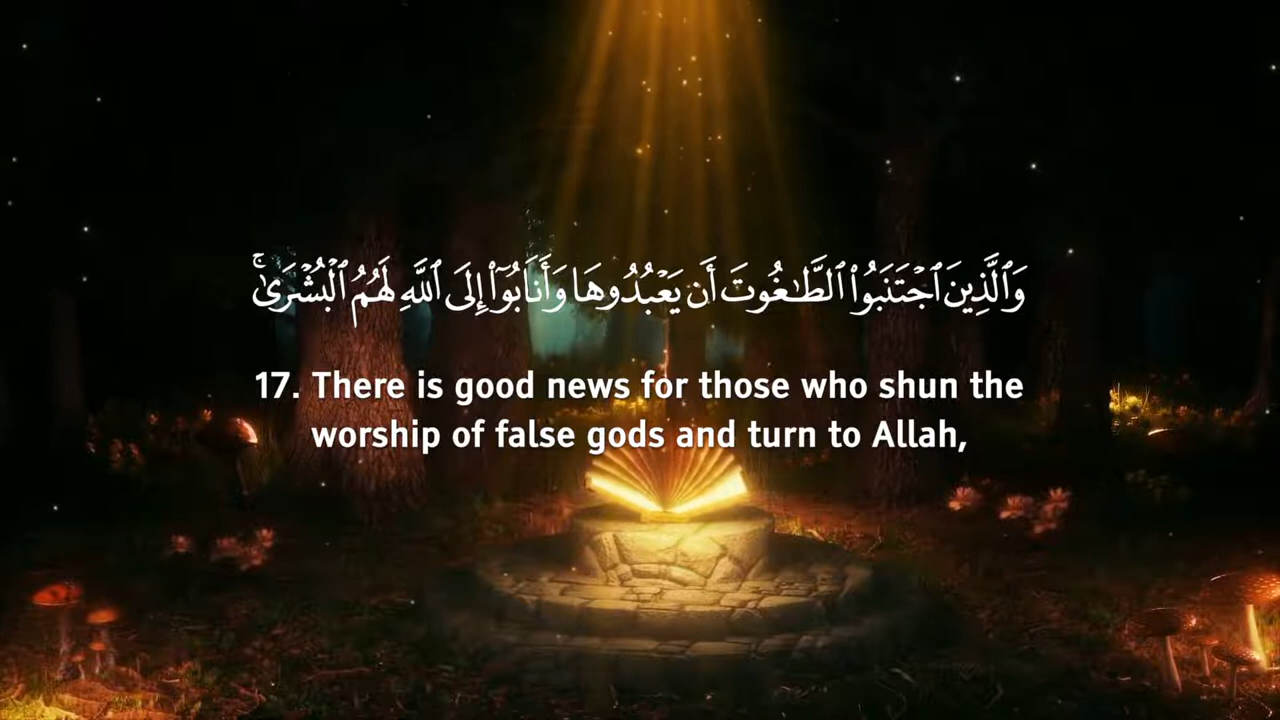 وَٱلَّذِينَ ٱجْتَنَبُوا۟ ٱلطَّـٰغُوتَ أَن يَعْبُدُوهَا وَأَنَابُوٓا۟ إِلَى ٱللَّهِ لَهُمُ ٱلْبُشْرَىٰ ۚ
17. There is good news for those who shun the
worship of false gods and turn to Allah,